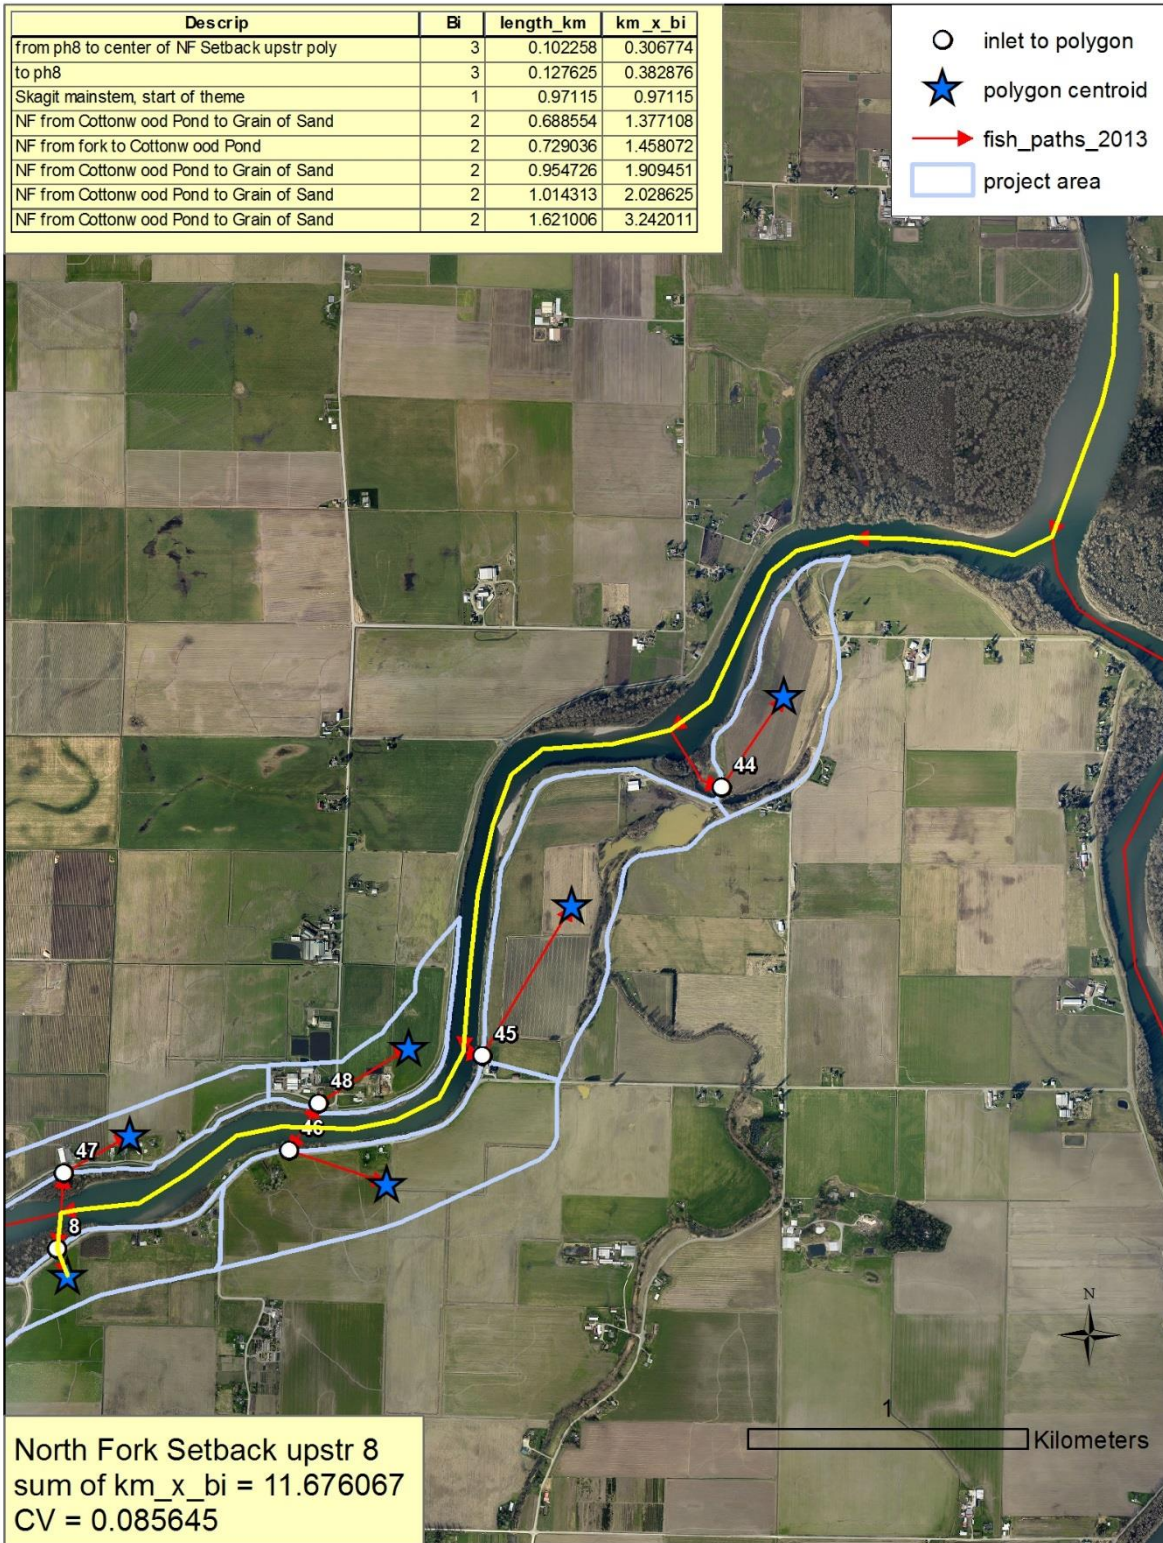 Descrip Bi length_km km_x_bi
from ph8 to center of NF Setback upstr poly 3 0.102258 0.306774
to ph8 3 0.127625 0.382876
Skagit mainstem, start of theme 1 0.97115 0.97115
NF from Cottonw ood Pond to Grain of Sand 2 0.688554 1.377108
NF from fork to Cottonw ood Pond 2 0.729036 1.458072
NF from Cottonw ood Pond to Grain of Sand 2 0.954726 1.909451
NF from Cottonw ood Pond to Grain of Sand 2 1.014313 2.028625
NF from Cottonw ood Pond to Grain of Sand 2 1.621006 3.242011
inlet to polygon
polygon centroid
fish_paths_2013
project area
44
45
48
46
47
8
N
1
Kilometers
North Fork Setback upstr 8
sum of km_x_bi = 11.676067
CV = 0.085645